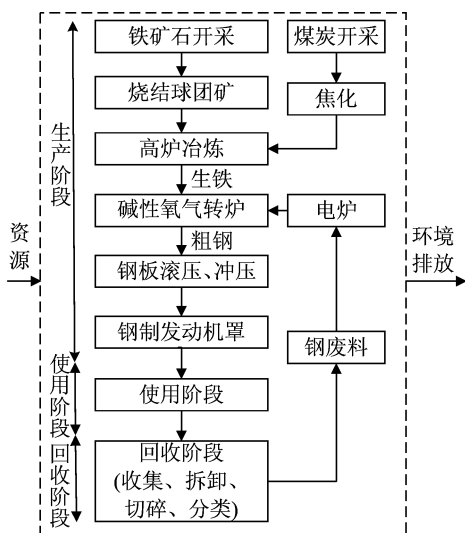 铁矿石开采
煤炭开采
烧结球团矿
焦化
高炉冶炼
生铁
碱性氧气转炉
电炉
粗钢
钢板滚压、冲压
钢制发动机罩
钢废料
使用阶段
回收阶段
(收集、拆卸、
切碎、分类)
生产阶段
使用阶段
回收阶段
资源
环境
排放